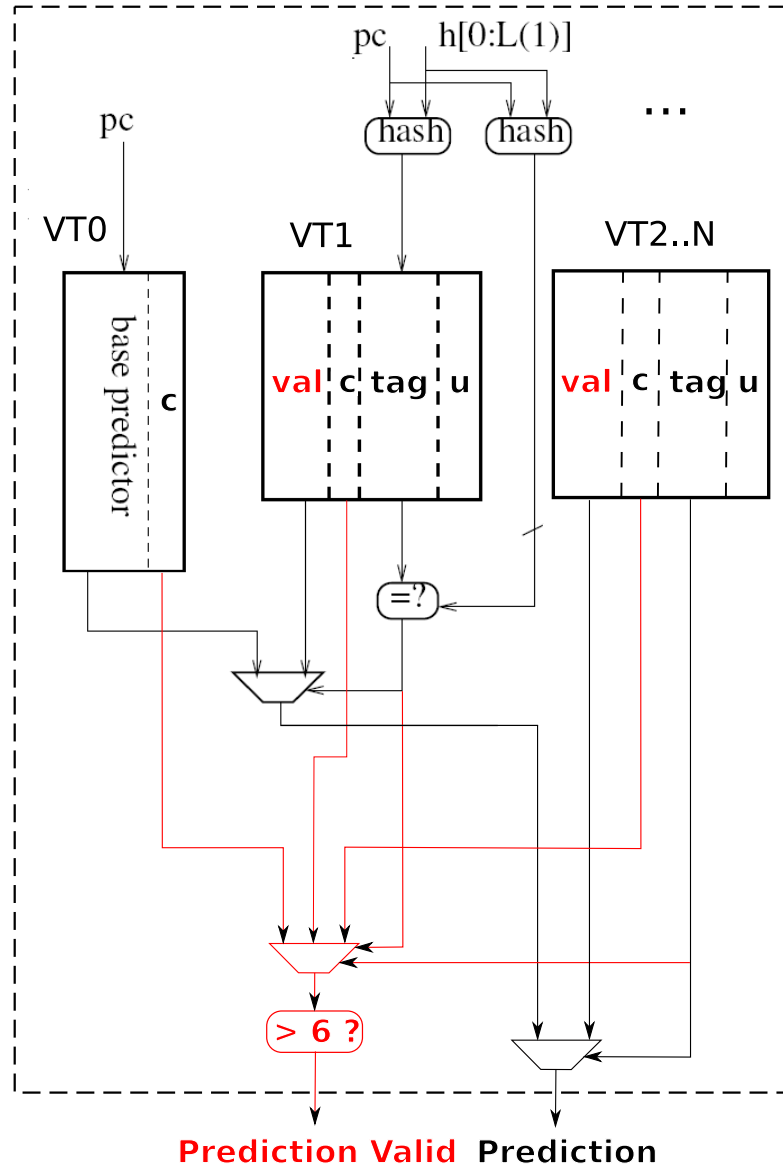 pc h[0:L(1)]
hash hash ...
pc
VT0 VT1 VT2..N
base predictor c
val c tag u
val c tag u
=?
> 6 ?
Prediction Valid Prediction